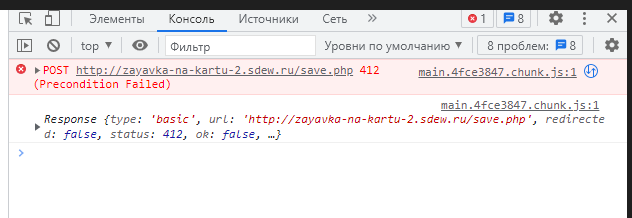 Элементы Консоль Источники Сеть » 1 8
top Фильтр Уровни по умолчанию 8 проблем: 8
POST http://zayavka-na-kartu-2.sdew.ru/save.php 412 main.4fce3847.chunk.js:1
(Precondition Failed)
main.4fce3847.chunk.js:1
Response {type: 'basic', url: 'http://zayavka-na-kartu-2.sdew.ru/save.php', redirecte
d: false, status: 412, ok: false, …}